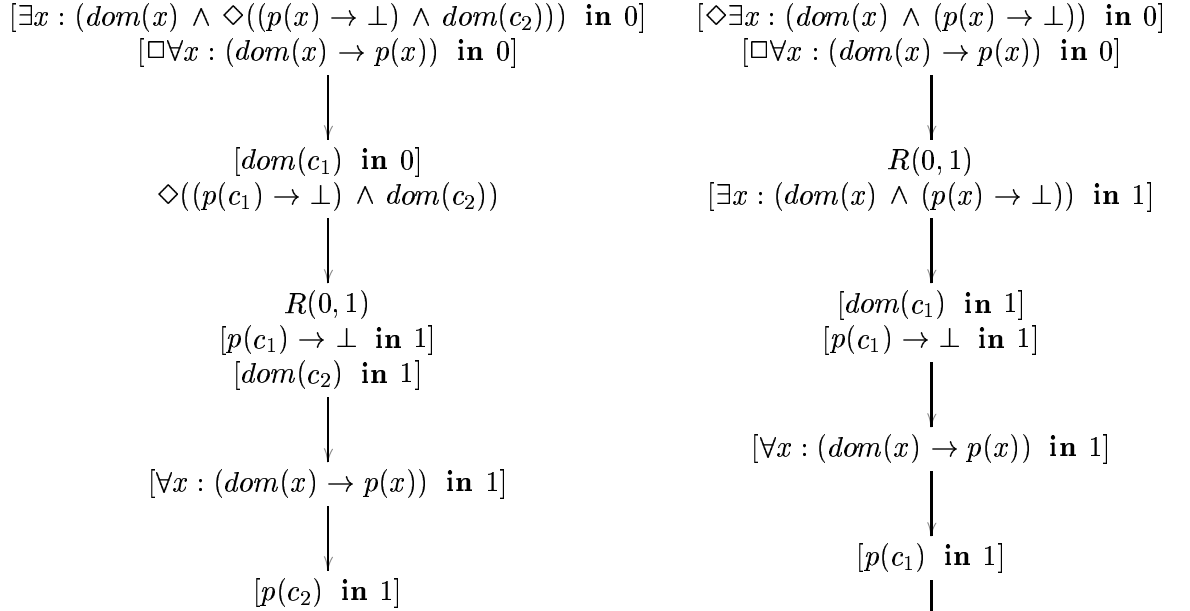 [∃x : (dom(x) ∧ ◇((p(x) → ⊥) ∧ dom(c₂))) in 0]
[□∀x : (dom(x) → p(x)) in 0]
[dom(c₁) in 0]
◇((p(c₁) → ⊥) ∧ dom(c₂))
R(0, 1)
[p(c₁) → ⊥ in 1]
[dom(c₂) in 1]
[∀x : (dom(x) → p(x)) in 1]
[p(c₂) in 1]
[◇∃x : (dom(x) ∧ (p(x) → ⊥)) in 0]
[□∀x : (dom(x) → p(x)) in 0]
R(0, 1)
[∃x : (dom(x) ∧ (p(x) → ⊥)) in 1]
[dom(c₁) in 1]
[p(c₁) → ⊥ in 1]
[∀x : (dom(x) → p(x)) in 1]
[p(c₁) in 1]